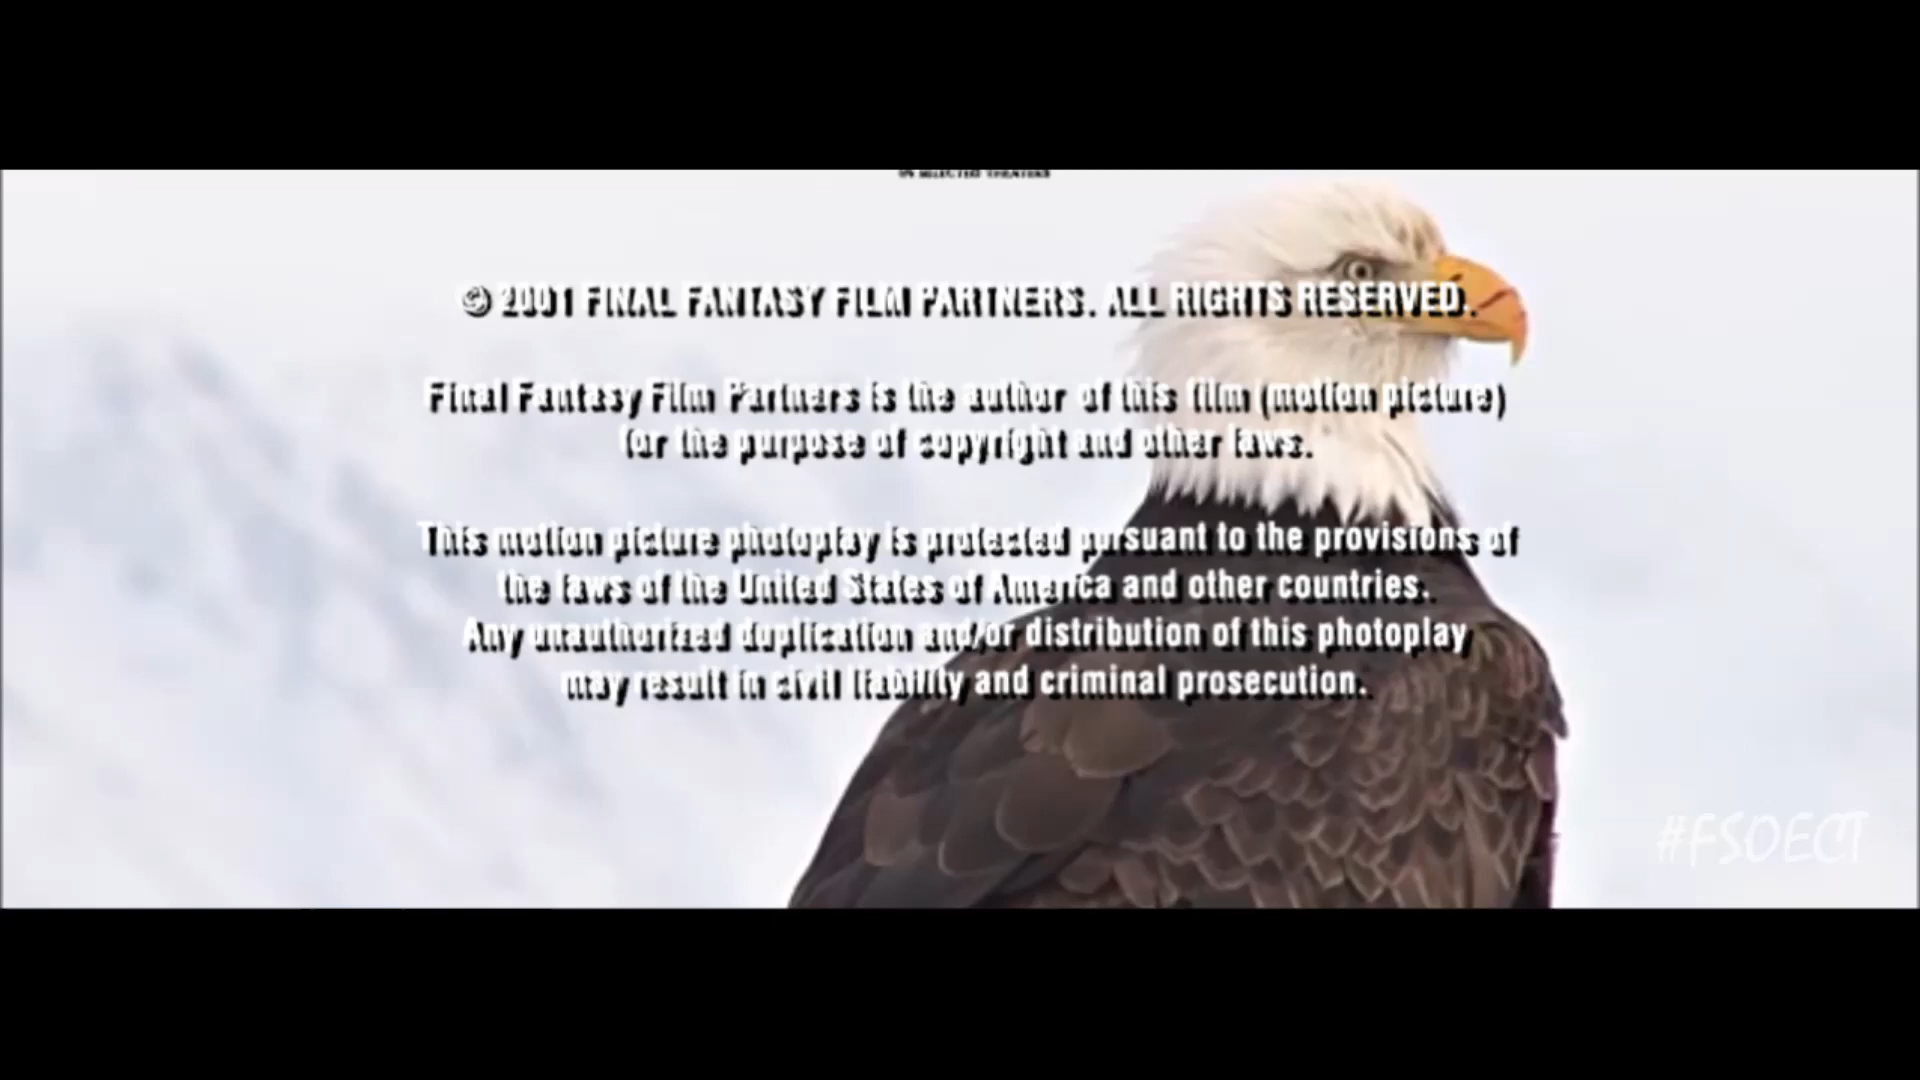 IN SELECTED THEATERS
© 2001 FINAL FANTASY FILM PARTNERS. ALL RIGHTS RESERVED.
Final Fantasy Film Partners is the author of this film (motion picture)
for the purpose of copyright and other laws.
This motion picture photoplay is protected pursuant to the provisions of
the laws of the United States of America and other countries.
Any unauthorized duplication and/or distribution of this photoplay
may result in civil liability and criminal prosecution.
#FSOECT